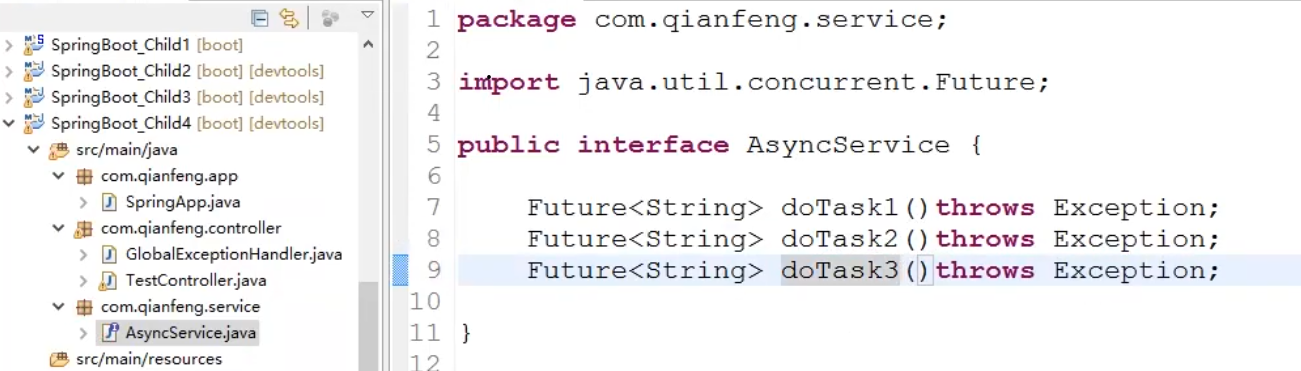 SpringBoot_Child1 [boot]
SpringBoot_Child2 [boot] [devtools]
SpringBoot_Child3 [boot] [devtools]
SpringBoot_Child4 [boot] [devtools]
src/main/java
com.qianfeng.app
SpringApp.java
com.qianfeng.controller
GlobalExceptionHandler.java
TestController.java
com.qianfeng.service
AsyncService.java
src/main/resources
1 package com.qianfeng.service;
2
3 import java.util.concurrent.Future;
4
5 public interface AsyncService {
6
7 Future<String> doTask1()throws Exception;
8 Future<String> doTask2()throws Exception;
9 Future<String> doTask3()throws Exception;
10
11 }
12